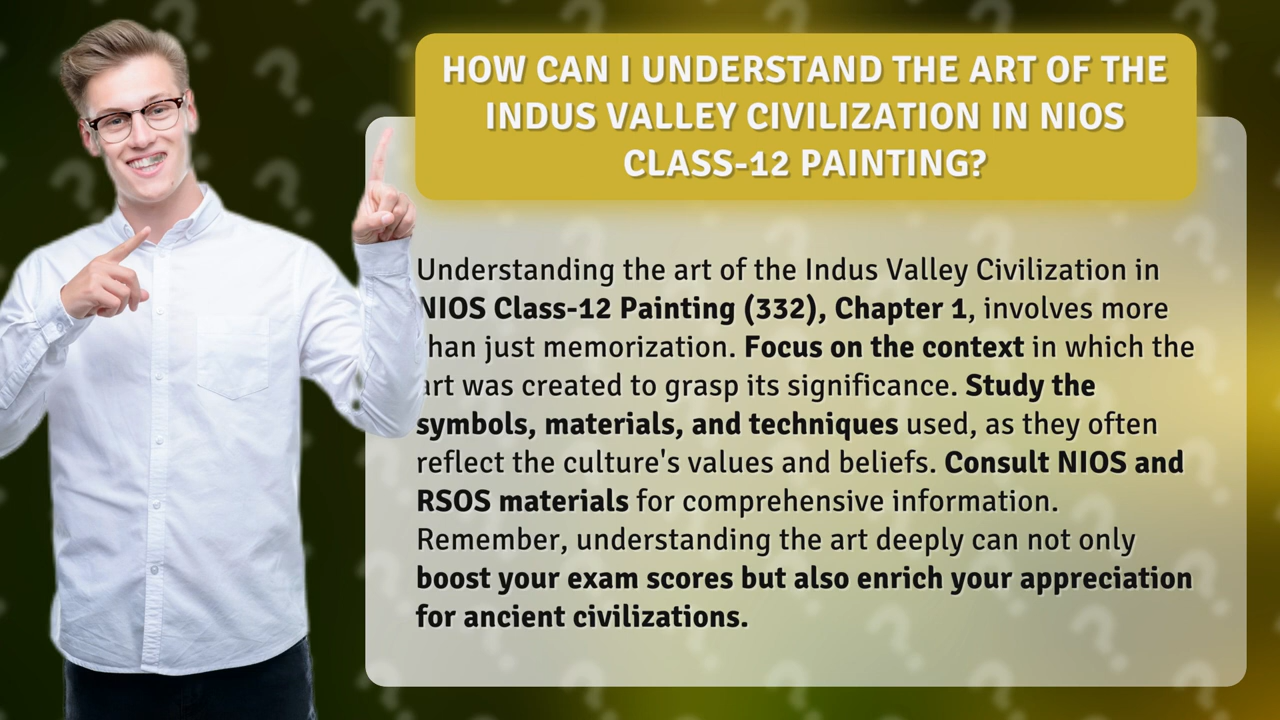 HOW CAN I UNDERSTAND THE ART OF THE
INDUS VALLEY CIVILIZATION IN NIOS
CLASS-12 PAINTING?
Understanding the art of the Indus Valley Civilization in
NIOS Class-12 Painting (332), Chapter 1, involves more
than just memorization. Focus on the context in which the
art was created to grasp its significance. Study the
symbols, materials, and techniques used, as they often
reflect the culture's values and beliefs. Consult NIOS and
RSOS materials for comprehensive information.
Remember, understanding the art deeply can not only
boost your exam scores but also enrich your appreciation
for ancient civilizations.